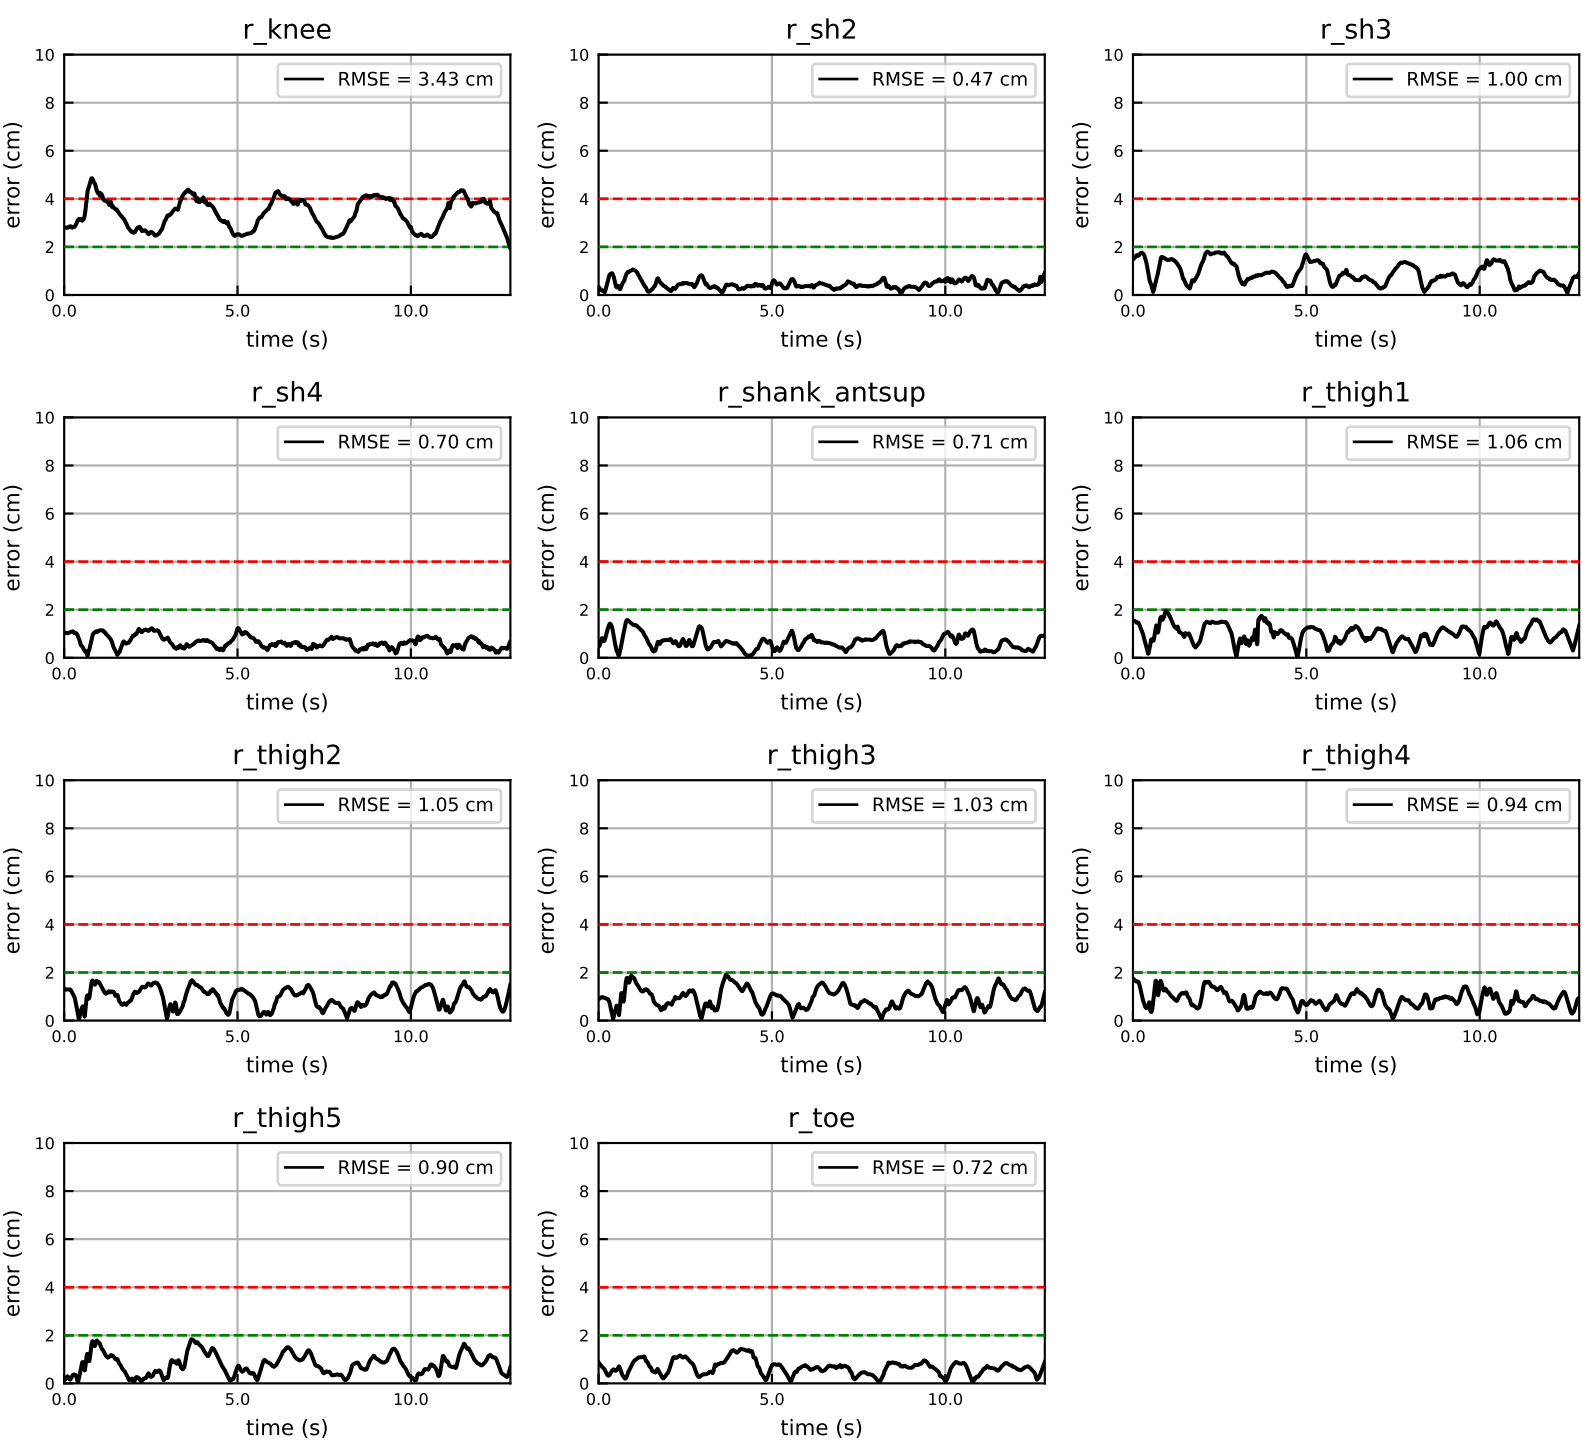 r_knee
RMSE = 3.43 cm
error (cm)
10
8
6
4
2
0
0.0
5.0
10.0
time (s)
r_sh2
RMSE = 0.47 cm
error (cm)
10
8
6
4
2
0
0.0
5.0
10.0
time (s)
r_sh3
RMSE = 1.00 cm
error (cm)
10
8
6
4
2
0
0.0
5.0
10.0
time (s)
r_sh4
RMSE = 0.70 cm
error (cm)
10
8
6
4
2
0
0.0
5.0
10.0
time (s)
r_shank_antsup
RMSE = 0.71 cm
error (cm)
10
8
6
4
2
0
0.0
5.0
10.0
time (s)
r_thigh1
RMSE = 1.06 cm
error (cm)
10
8
6
4
2
0
0.0
5.0
10.0
time (s)
r_thigh2
RMSE = 1.05 cm
error (cm)
10
8
6
4
2
0
0.0
5.0
10.0
time (s)
r_thigh3
RMSE = 1.03 cm
error (cm)
10
8
6
4
2
0
0.0
5.0
10.0
time (s)
r_thigh4
RMSE = 0.94 cm
error (cm)
10
8
6
4
2
0
0.0
5.0
10.0
time (s)
r_thigh5
RMSE = 0.90 cm
error (cm)
10
8
6
4
2
0
0.0
5.0
10.0
time (s)
r_toe
RMSE = 0.72 cm
error (cm)
10
8
6
4
2
0
0.0
5.0
10.0
time (s)